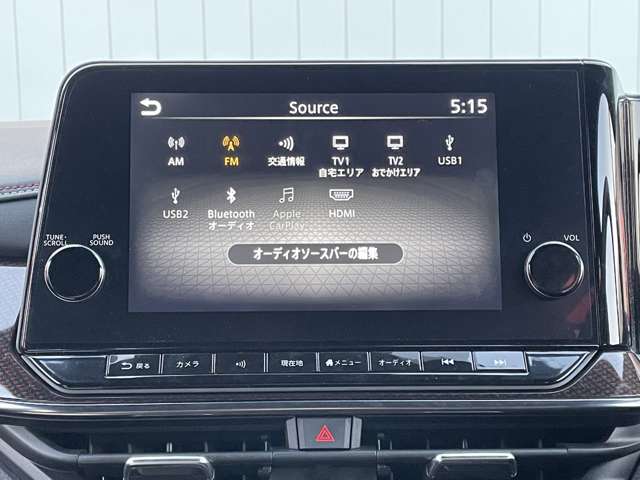 Source
5:15
AM
FM
交通情報
TV1
自宅エリア
TV2
おでかけエリア
USB1
USB2
Bluetooth
オーディオ
Apple
CarPlay
HDMI
オーディオソースバーの編集
TUNE・
SCROLL
PUSH
SOUND
VOL
戻る
カメラ
現在地
メニュー
オーディオ